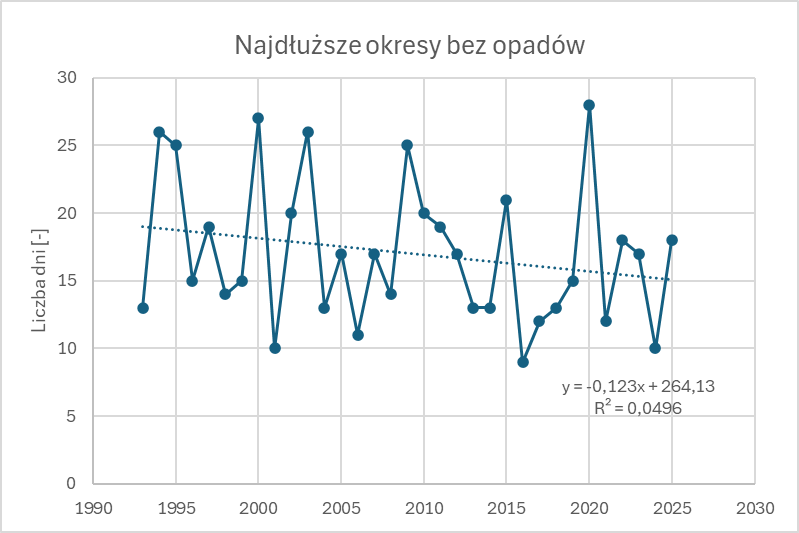 Najdłuższe okresy bez opadów
Liczba dni [-]
30
25
20
15
10
5
0
y = -0,123x + 264,13
R² = 0,0496
1990 1995 2000 2005 2010 2015 2020 2025 2030